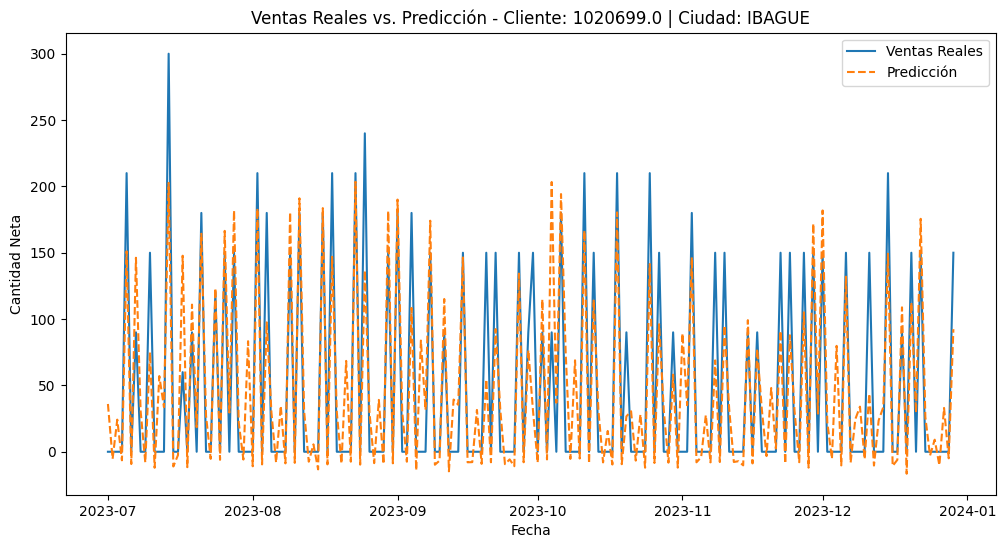 Ventas Reales vs. Predicción - Cliente: 1020699.0 | Ciudad: IBAGUE
Ventas Reales
Predicción
Cantidad Neta
300
250
200
150
100
50
0
2023-07
2023-08
2023-09
2023-10
2023-11
2023-12
2024-01
Fecha